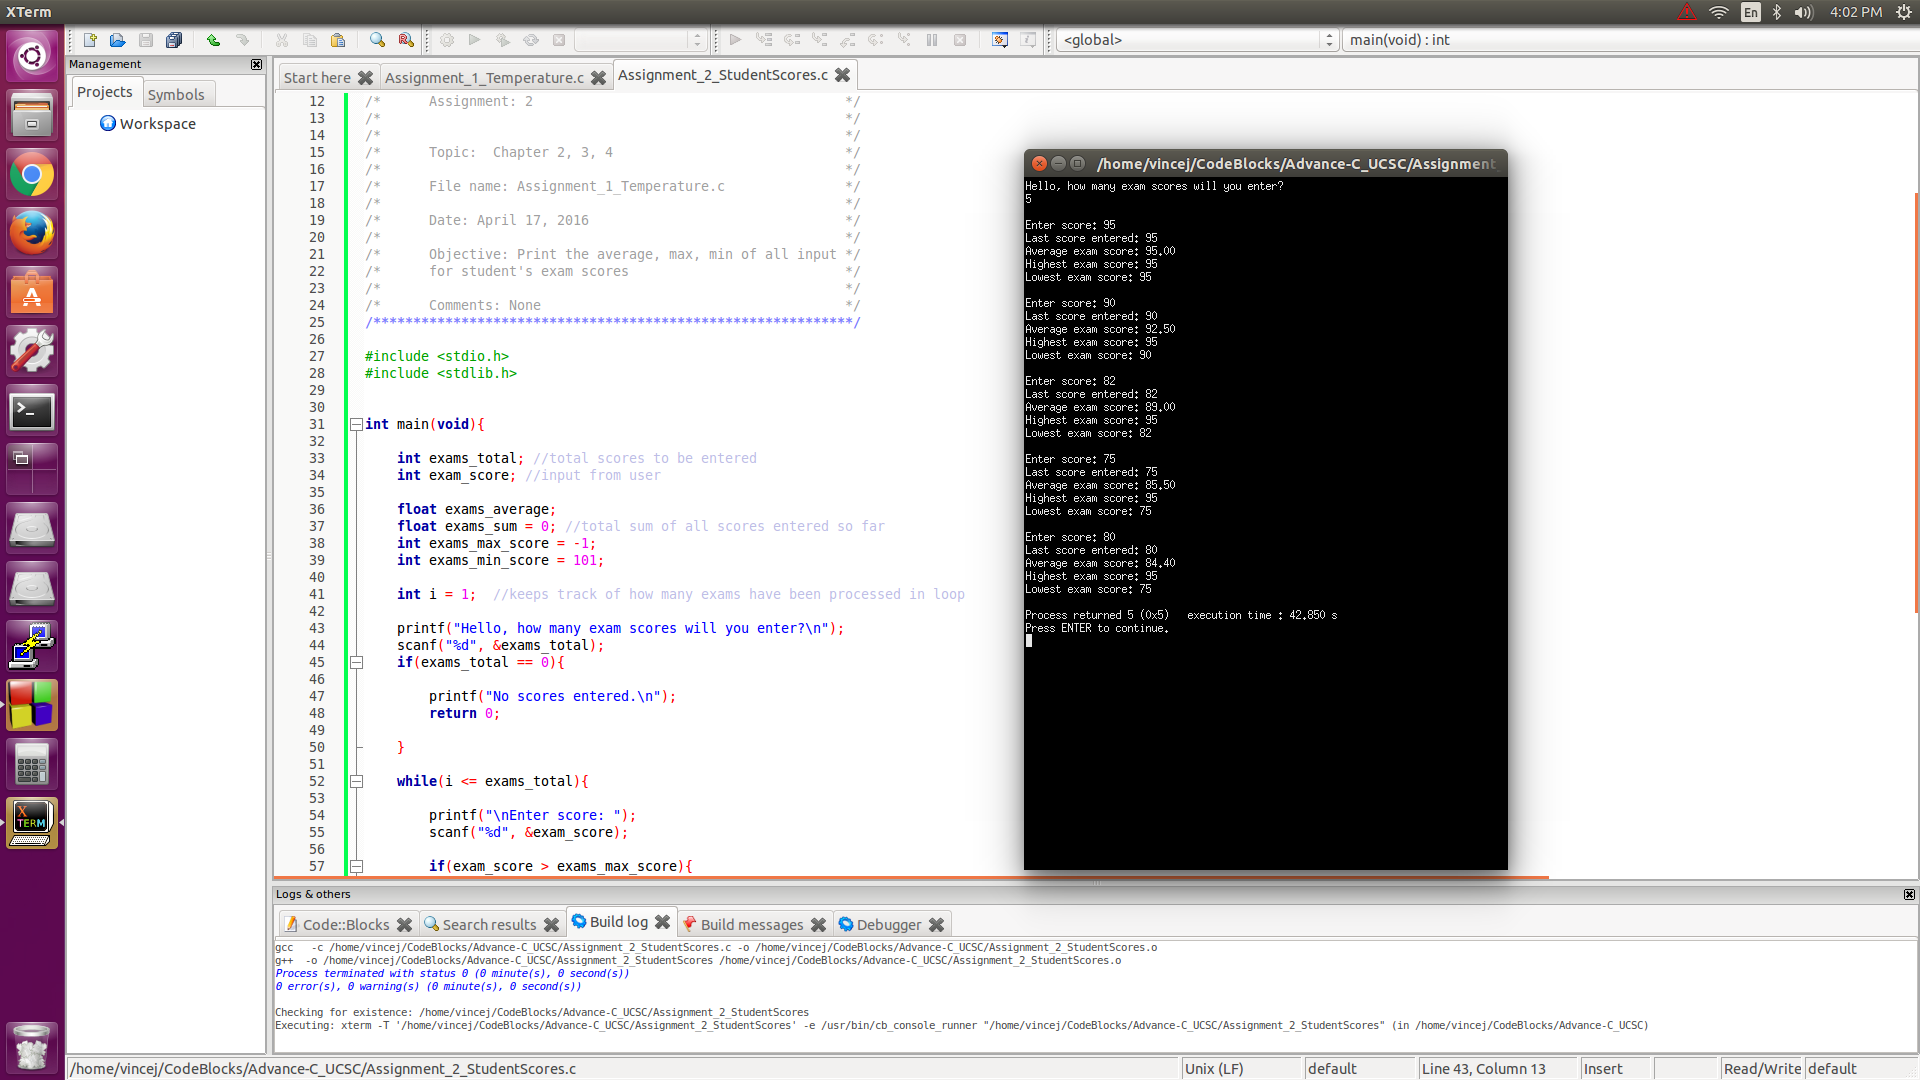 XTerm
En
4:02 PM
Management
Projects
Symbols
Workspace
<global>
main(void) : int
Start here
Assignment_1_Temperature.c
Assignment_2_StudentScores.c
12 /*      Assignment: 2 */
13 /* */
14 /* */
15 /*      Topic:  Chapter 2, 3, 4 */
16 /* */
17 /*      File name: Assignment_1_Temperature.c */
18 /* */
19 /*      Date: April 17, 2016 */
20 /* */
21 /*      Objective: Print the average, max, min of all input */
22 /*      for student's exam scores */
23 /* */
24 /*      Comments: None */
25 /************************************************************/
26
27 #include <stdio.h>
28 #include <stdlib.h>
29
30
31 int main(void){
32
33 int exams_total; //total scores to be entered
34 int exam_score; //input from user
35
36 float exams_average;
37 float exams_sum = 0; //total sum of all scores entered so far
38 int exams_max_score = -1;
39 int exams_min_score = 101;
40
41 int i = 1;  //keeps track of how many exams have been processed in loop
42
43 printf("Hello, how many exam scores will you enter?\n");
44 scanf("%d", &exams_total);
45 if(exams_total == 0){
46
47 printf("No scores entered.\n");
48 return 0;
49
50 }
51
52 while(i <= exams_total){
53
54 printf("\nEnter score: ");
55 scanf("%d", &exam_score);
56
57 if(exam_score > exams_max_score){
/home/vincej/CodeBlocks/Advance-C_UCSC/Assignment
Hello, how many exam scores will you enter?
5
Enter score: 95
Last score entered: 95
Average exam score: 95.00
Highest exam score: 95
Lowest exam score: 95
Enter score: 90
Last score entered: 90
Average exam score: 92.50
Highest exam score: 95
Lowest exam score: 90
Enter score: 82
Last score entered: 82
Average exam score: 89.00
Highest exam score: 95
Lowest exam score: 82
Enter score: 75
Last score entered: 75
Average exam score: 85.50
Highest exam score: 95
Lowest exam score: 75
Enter score: 80
Last score entered: 80
Average exam score: 84.40
Highest exam score: 95
Lowest exam score: 75
Process returned 5 (0x5)   execution time : 42.850 s
Press ENTER to continue.
X
TERM
Logs & others
Code::Blocks
Search results
Build log
Build messages
Debugger
gcc   -c /home/vincej/CodeBlocks/Advance-C_UCSC/Assignment_2_StudentScores.c -o /home/vincej/CodeBlocks/Advance-C_UCSC/Assignment_2_StudentScores.o
g++  -o /home/vincej/CodeBlocks/Advance-C_UCSC/Assignment_2_StudentScores /home/vincej/CodeBlocks/Advance-C_UCSC/Assignment_2_StudentScores.o
Process terminated with status 0 (0 minute(s), 0 second(s))
0 error(s), 0 warning(s) (0 minute(s), 0 second(s))
Checking for existence: /home/vincej/CodeBlocks/Advance-C_UCSC/Assignment_2_StudentScores
Executing: xterm -T '/home/vincej/CodeBlocks/Advance-C_UCSC/Assignment_2_StudentScores' -e /usr/bin/cb_console_runner "/home/vincej/CodeBlocks/Advance-C_UCSC/Assignment_2_StudentScores" (in /home/vincej/CodeBlocks/Advance-C_UCSC)
/home/vincej/CodeBlocks/Advance-C_UCSC/Assignment_2_StudentScores.c
Unix (LF)
default
Line 43, Column 13
Insert
Read/Write
default